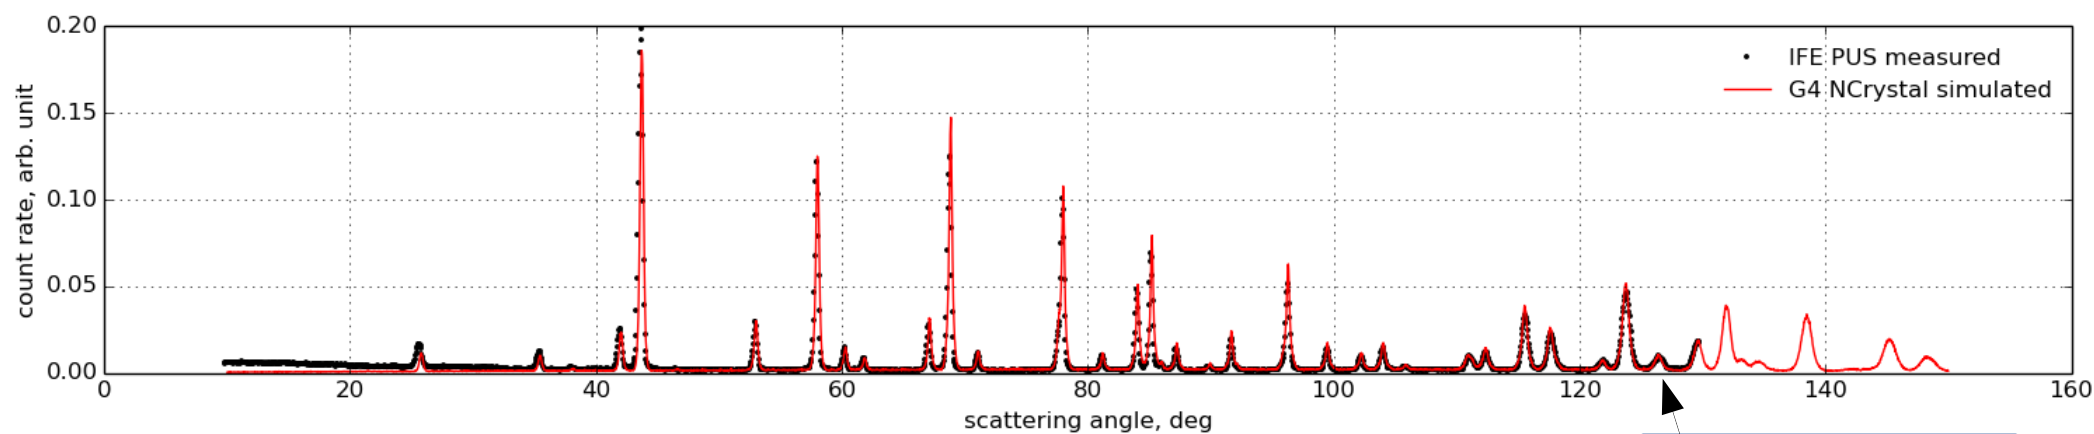 0.20
0.15
0.10
0.05
0.00
count rate, arb. unit
IFE PUS measured
G4 NCrystal simulated
0 20 40 60 80 100 120 140 160
scattering angle, deg